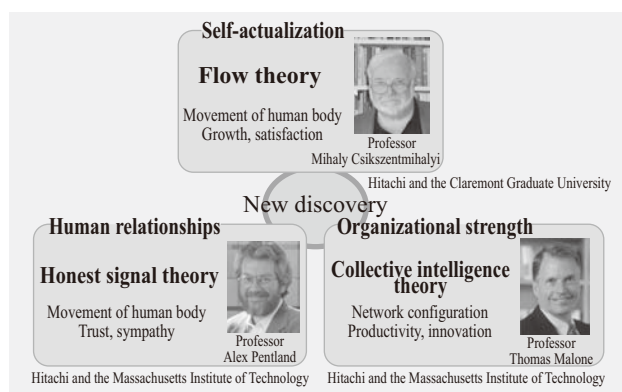 Self-actualization
Flow theory
Movement of human body
Growth, satisfaction
Professor
Mihaly Csikszentmihalyi
Hitachi and the Claremont Graduate University
New discovery
Human relationships
Honest signal theory
Movement of human body
Trust, sympathy
Professor
Alex Pentland
Hitachi and the Massachusetts Institute of Technology
Organizational strength
Collective intelligence
theory
Network configuration
Productivity, innovation
Professor
Thomas Malone
Hitachi and the Massachusetts Institute of Technology